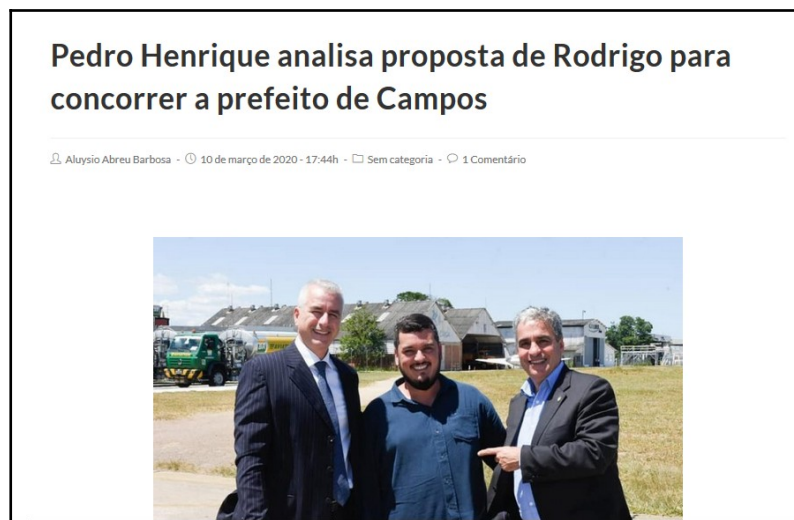 Pedro Henrique analisa proposta de Rodrigo para
concorrer a prefeito de Campos
Aluysio Abreu Barbosa - 10 de março de 2020 - 17:44h - Sem categoria - 1 Comentário